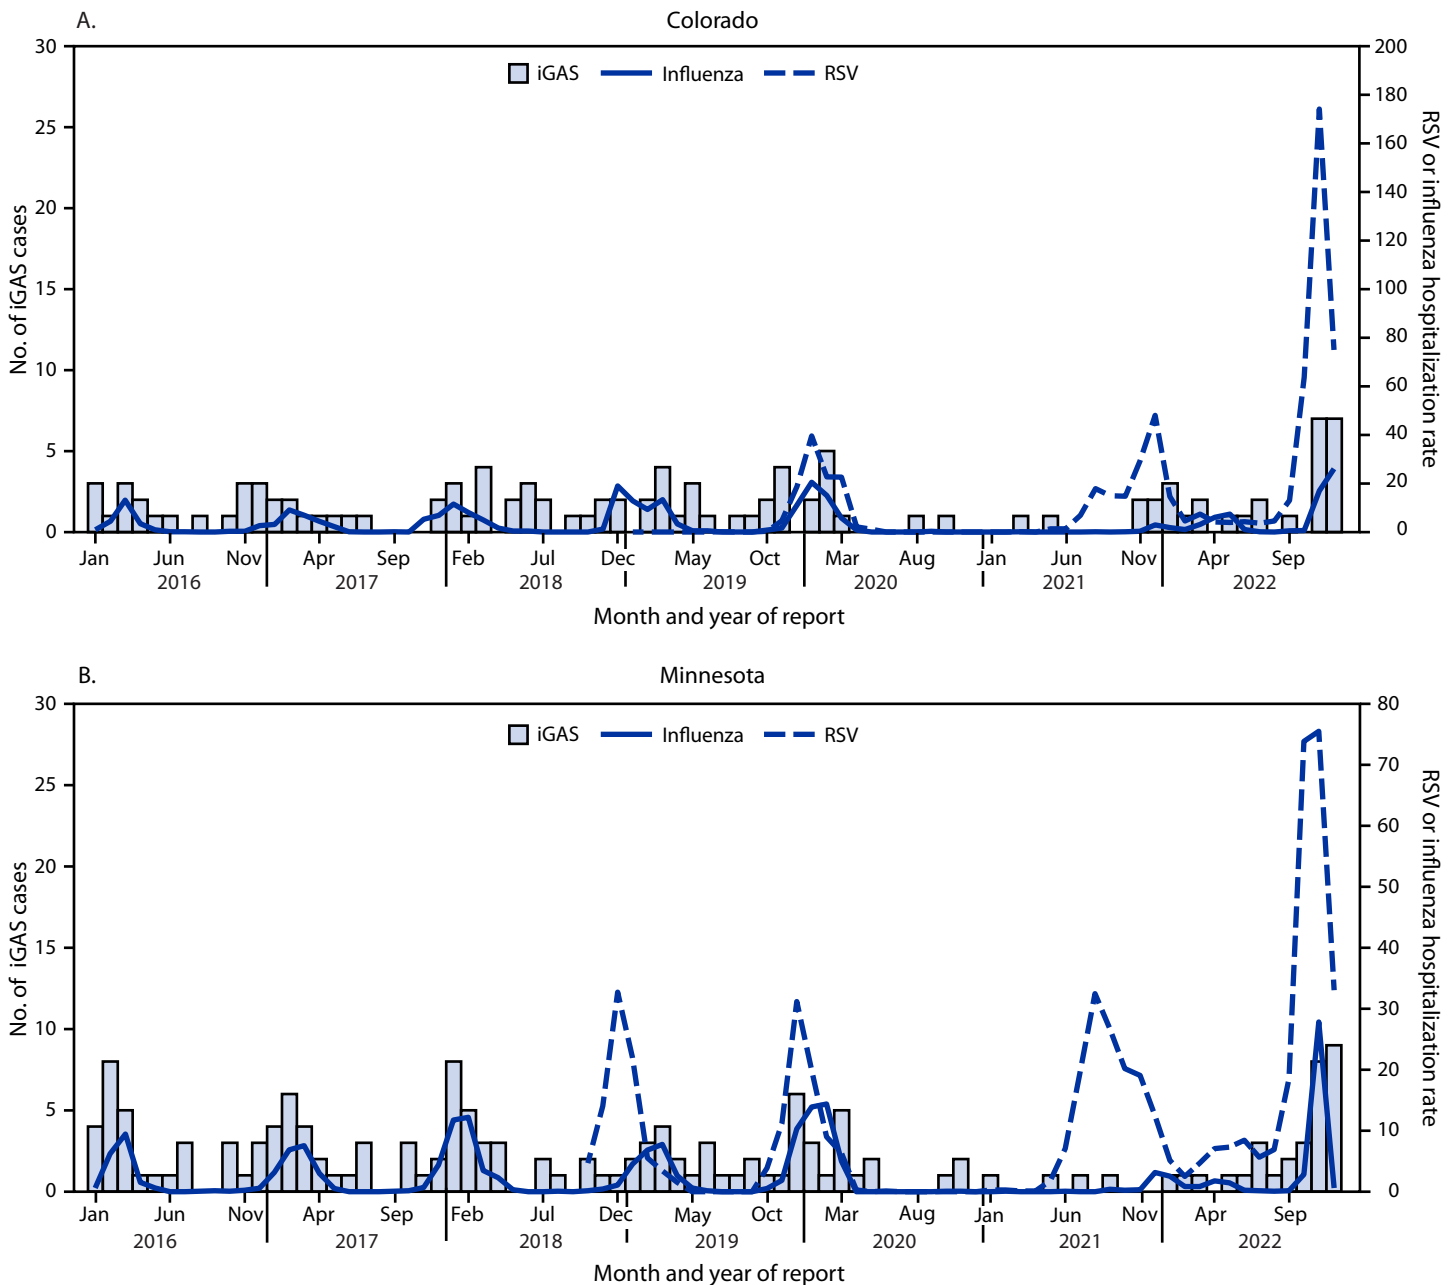 A.
Colorado
iGAS Influenza RSV
30
25
20
15
10
5
0
No. of iGAS cases
200
180
160
140
120
100
80
60
40
20
0
RSV or influenza hospitalization rate
Jan Jun Nov Apr Sep Feb Jul Dec May Oct Mar Aug Jan Jun Nov Apr Sep
2016 2017 2018 2019 2020 2021 2022
Month and year of report
B.
Minnesota
iGAS Influenza RSV
30
25
20
15
10
5
0
No. of iGAS cases
80
70
60
50
40
30
20
10
0
RSV or influenza hospitalization rate
Jan Jun Nov Apr Sep Feb Jul Dec May Oct Mar Aug Jan Jun Nov Apr Sep
2016 2017 2018 2019 2020 2021 2022
Month and year of report